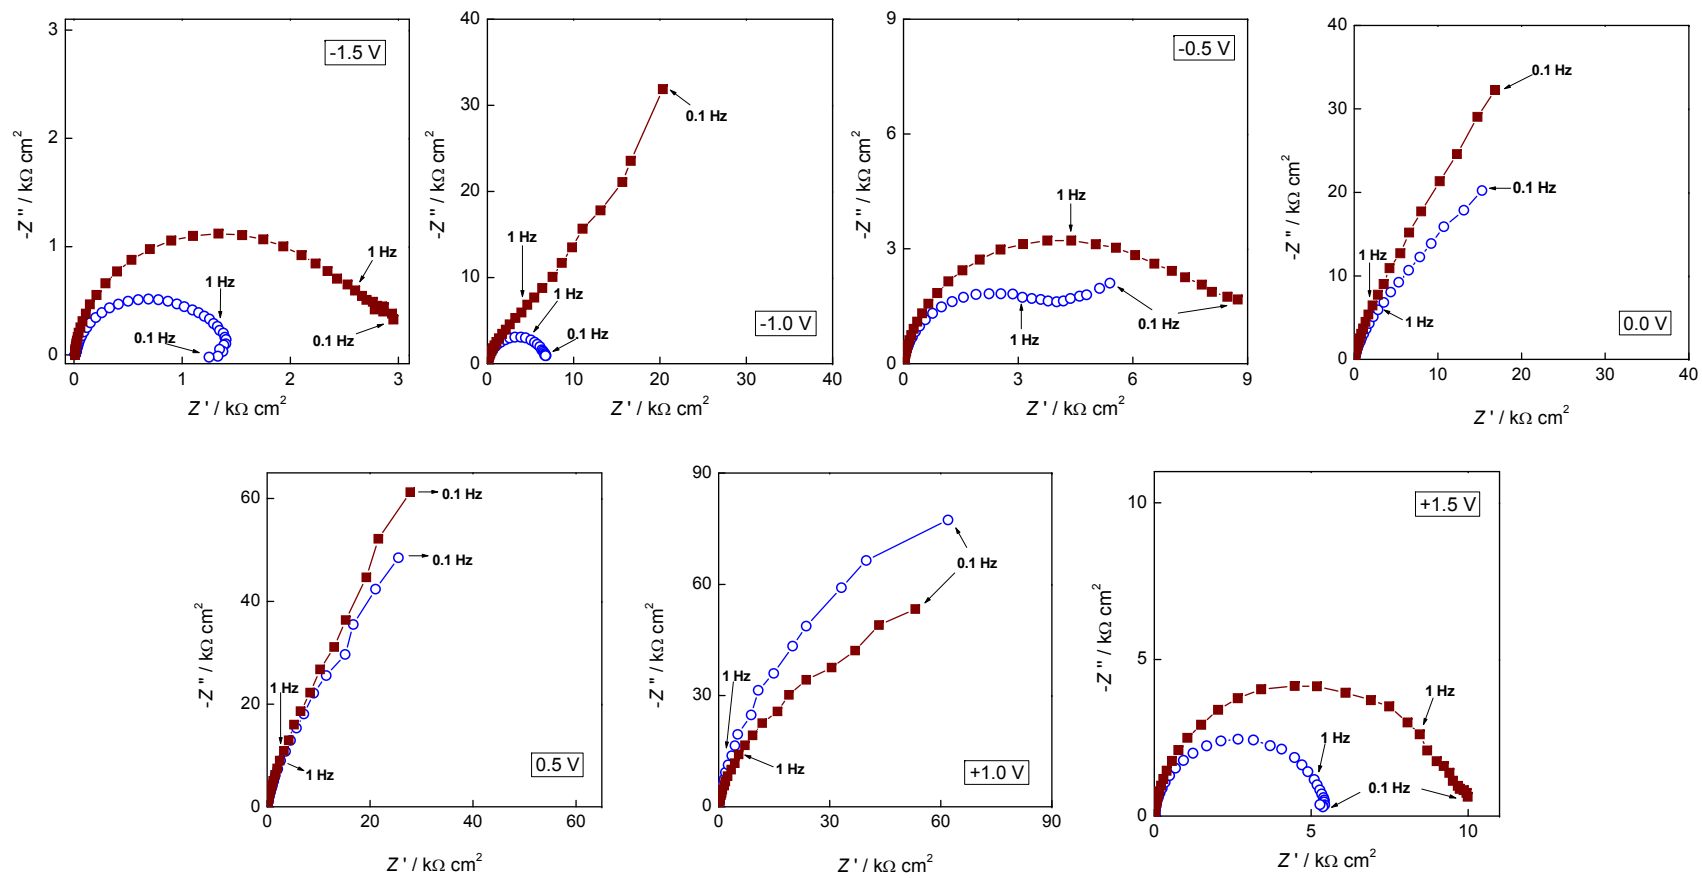 -1.5 V
3
2
1
0
-Z'' / kΩ cm²
1 Hz
1 Hz
0.1 Hz
0.1 Hz
0 1 2 3
Z' / kΩ cm²
-1.0 V
40
30
20
10
0
-Z'' / kΩ cm²
0.1 Hz
1 Hz
1 Hz
0.1 Hz
0 10 20 30 40
Z' / kΩ cm²
-0.5 V
9
6
3
0
-Z'' / kΩ cm²
1 Hz
1 Hz
0.1 Hz
0 3 6 9
Z' / kΩ cm²
0.0 V
40
30
20
10
0
-Z'' / kΩ cm²
0.1 Hz
0.1 Hz
1 Hz
1 Hz
0 10 20 30 40
Z' / kΩ cm²
0.5 V
60
40
20
0
-Z'' / kΩ cm²
0.1 Hz
0.1 Hz
1 Hz
1 Hz
0 20 40 60
Z' / kΩ cm²
+1.0 V
90
60
30
0
-Z'' / kΩ cm²
0.1 Hz
1 Hz
1 Hz
0 30 60 90
Z' / kΩ cm²
+1.5 V
10
5
0
-Z'' / kΩ cm²
1 Hz
1 Hz
0.1 Hz
0 5 10
Z' / kΩ cm²